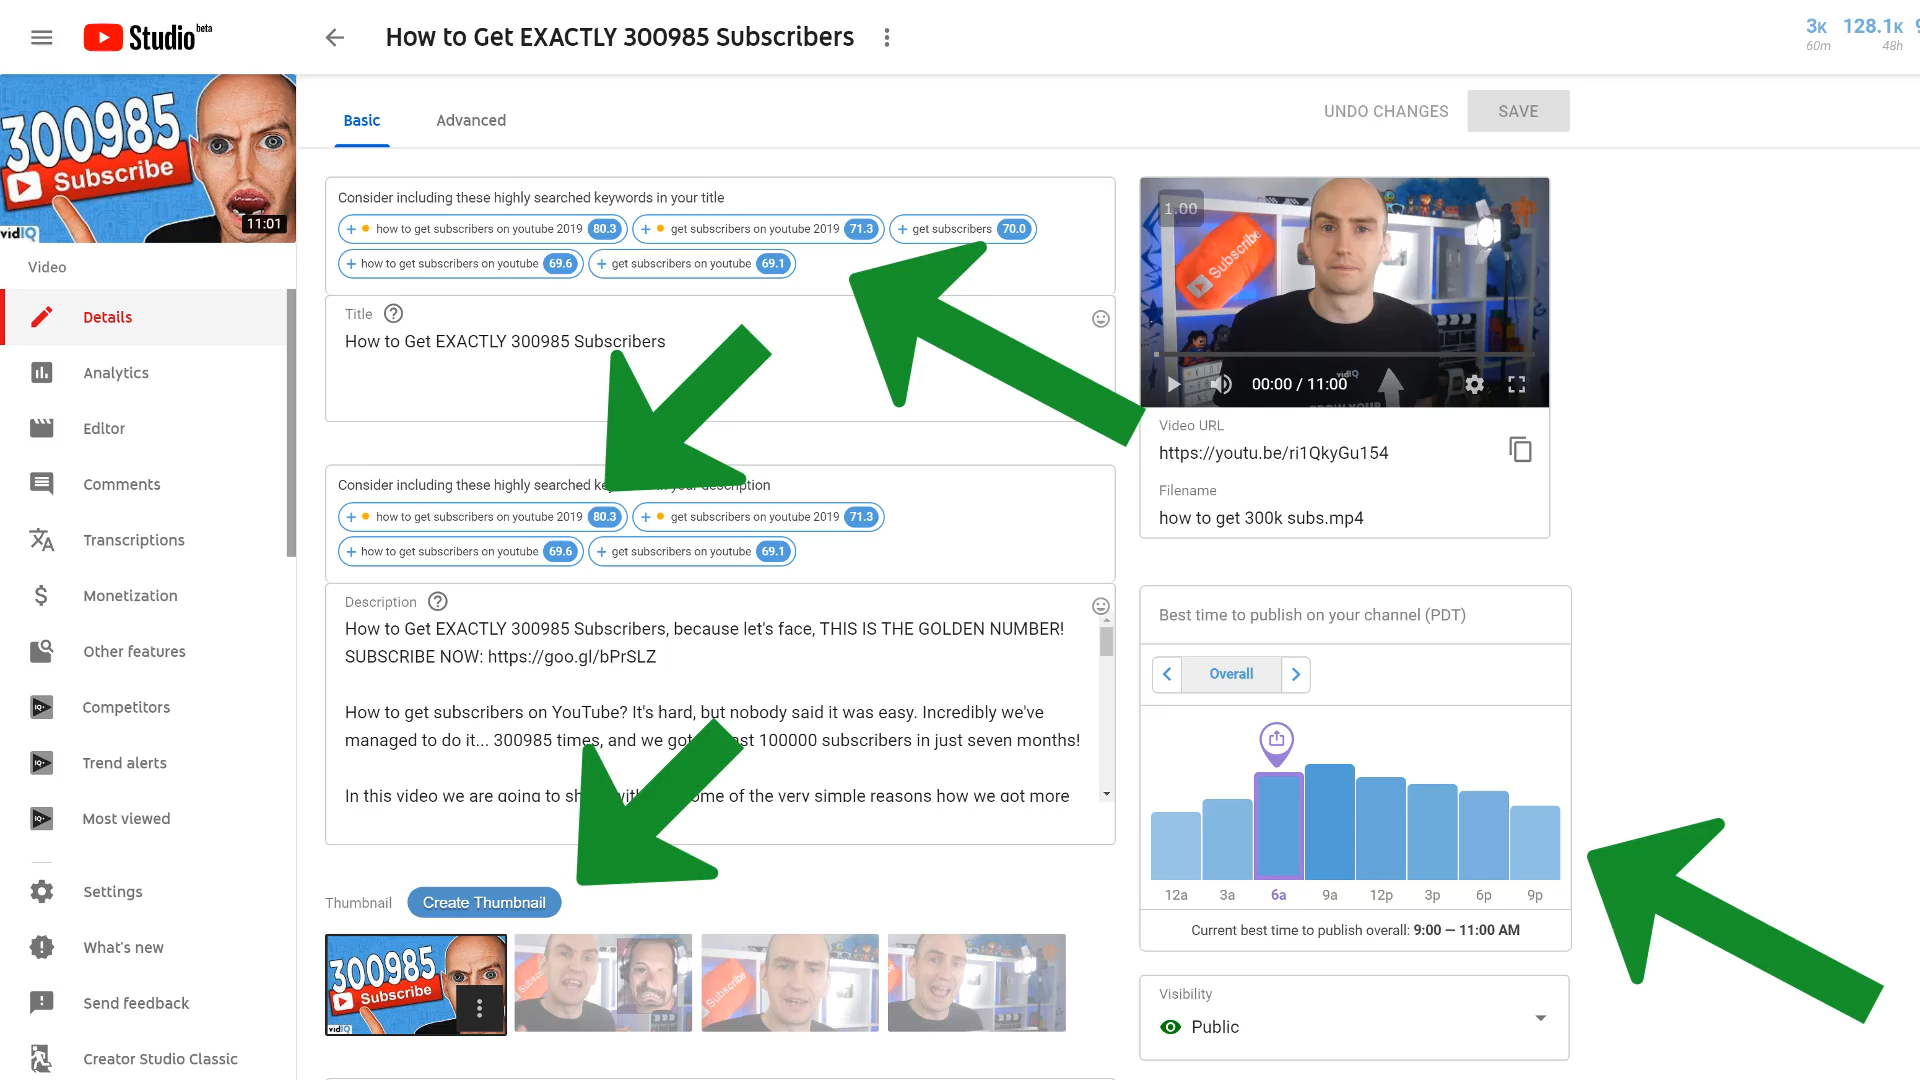 Studio beta
How to Get EXACTLY 300985 Subscribers
3K 128.1K
60m 48h
300985
Subscribe
vidIQ
11:01
Basic
Advanced
UNDO CHANGES
SAVE
Video
Details
Analytics
Editor
Comments
Transcriptions
Monetization
Other features
Competitors
Trend alerts
Most viewed
Settings
What's new
Send feedback
Creator Studio Classic
Consider including these highly searched keywords in your title
+ how to get subscribers on youtube 2019 80.3 + get subscribers on youtube 2019 71.3 + get subscribers 70.0
+ how to get subscribers on youtube 69.6 + get subscribers on youtube 69.1
Title
How to Get EXACTLY 300985 Subscribers
Consider including these highly searched description
+ how to get subscribers on youtube 2019 80.3 + get subscribers on youtube 2019 71.3
+ how to get subscribers on youtube 69.6 + get subscribers on youtube 69.1
Description
How to Get EXACTLY 300985 Subscribers, because let's face, THIS IS THE GOLDEN NUMBER!
SUBSCRIBE NOW: https://goo.gl/bPrSLZ
How to get subscribers on YouTube? It's hard, but nobody said it was easy. Incredibly we've
managed to do it... 300985 times, and we got 100000 subscribers in just seven months!
In this video we are going to of the very simple reasons how we got more
Thumbnail
Create Thumbnail
300985
Subscribe
vidIQ
Subscribe
1.00
Subscribe
vidIQ
00:00 / 11:00
Video URL
https://youtu.be/ri1QkyGu154
Filename
how to get 300k subs.mp4
Best time to publish on your channel (PDT)
Overall
12a 3a 6a 9a 12p 3p 6p 9p
Current best time to publish overall: 9:00 — 11:00 AM
Visibility
Public